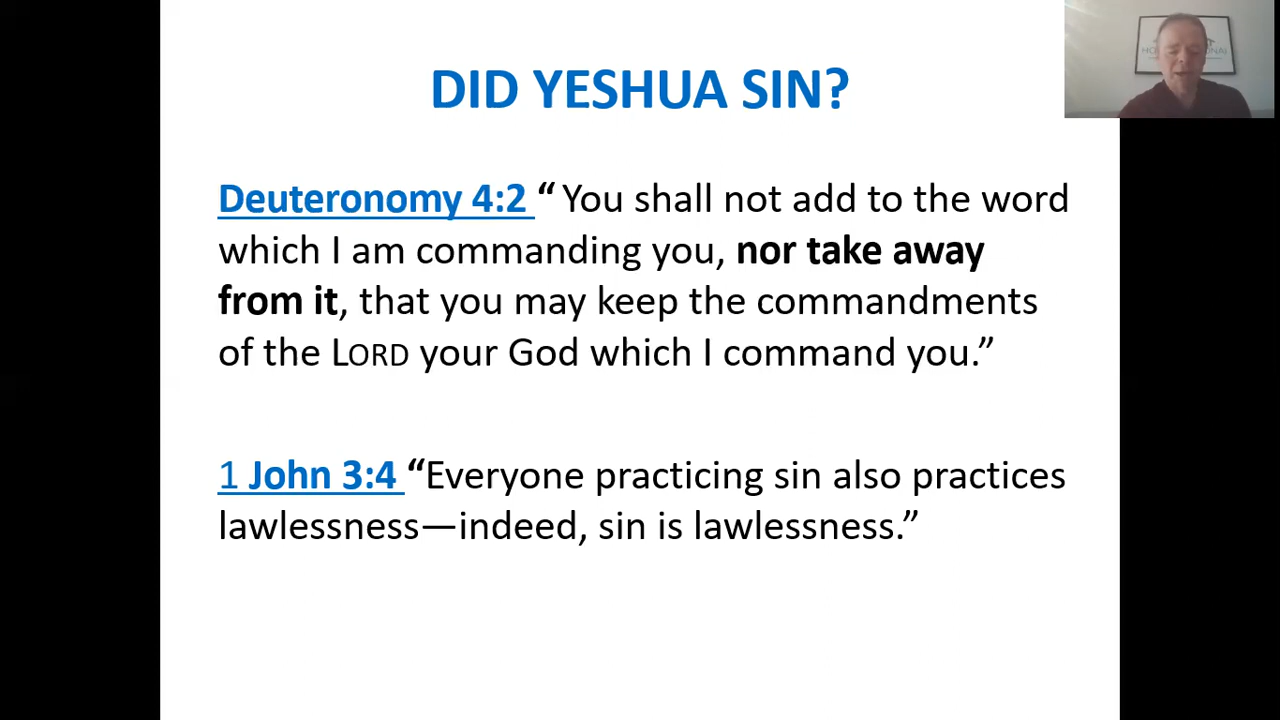 DID YESHUA SIN?
Deuteronomy 4:2 “ You shall not add to the word
which I am commanding you, nor take away
from it, that you may keep the commandments
of the LORD your God which I command you.”
1 John 3:4 “Everyone practicing sin also practices
lawlessness—indeed, sin is lawlessness.”